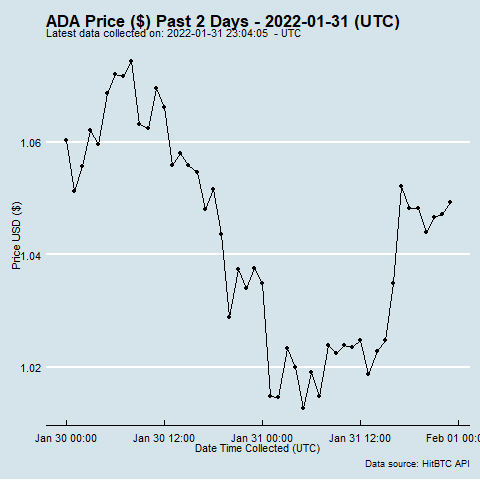 ADA Price ($) Past 2 Days - 2022-01-31 (UTC)
Latest data collected on: 2022-01-31 23:04:05 - UTC
1.06
1.04
1.02
Price USD ($)
Jan 30 00:00 Jan 30 12:00 Jan 31 00:00 Jan 31 12:00 Feb 01 00:0
Date Time Collected (UTC)
Data source: HitBTC API